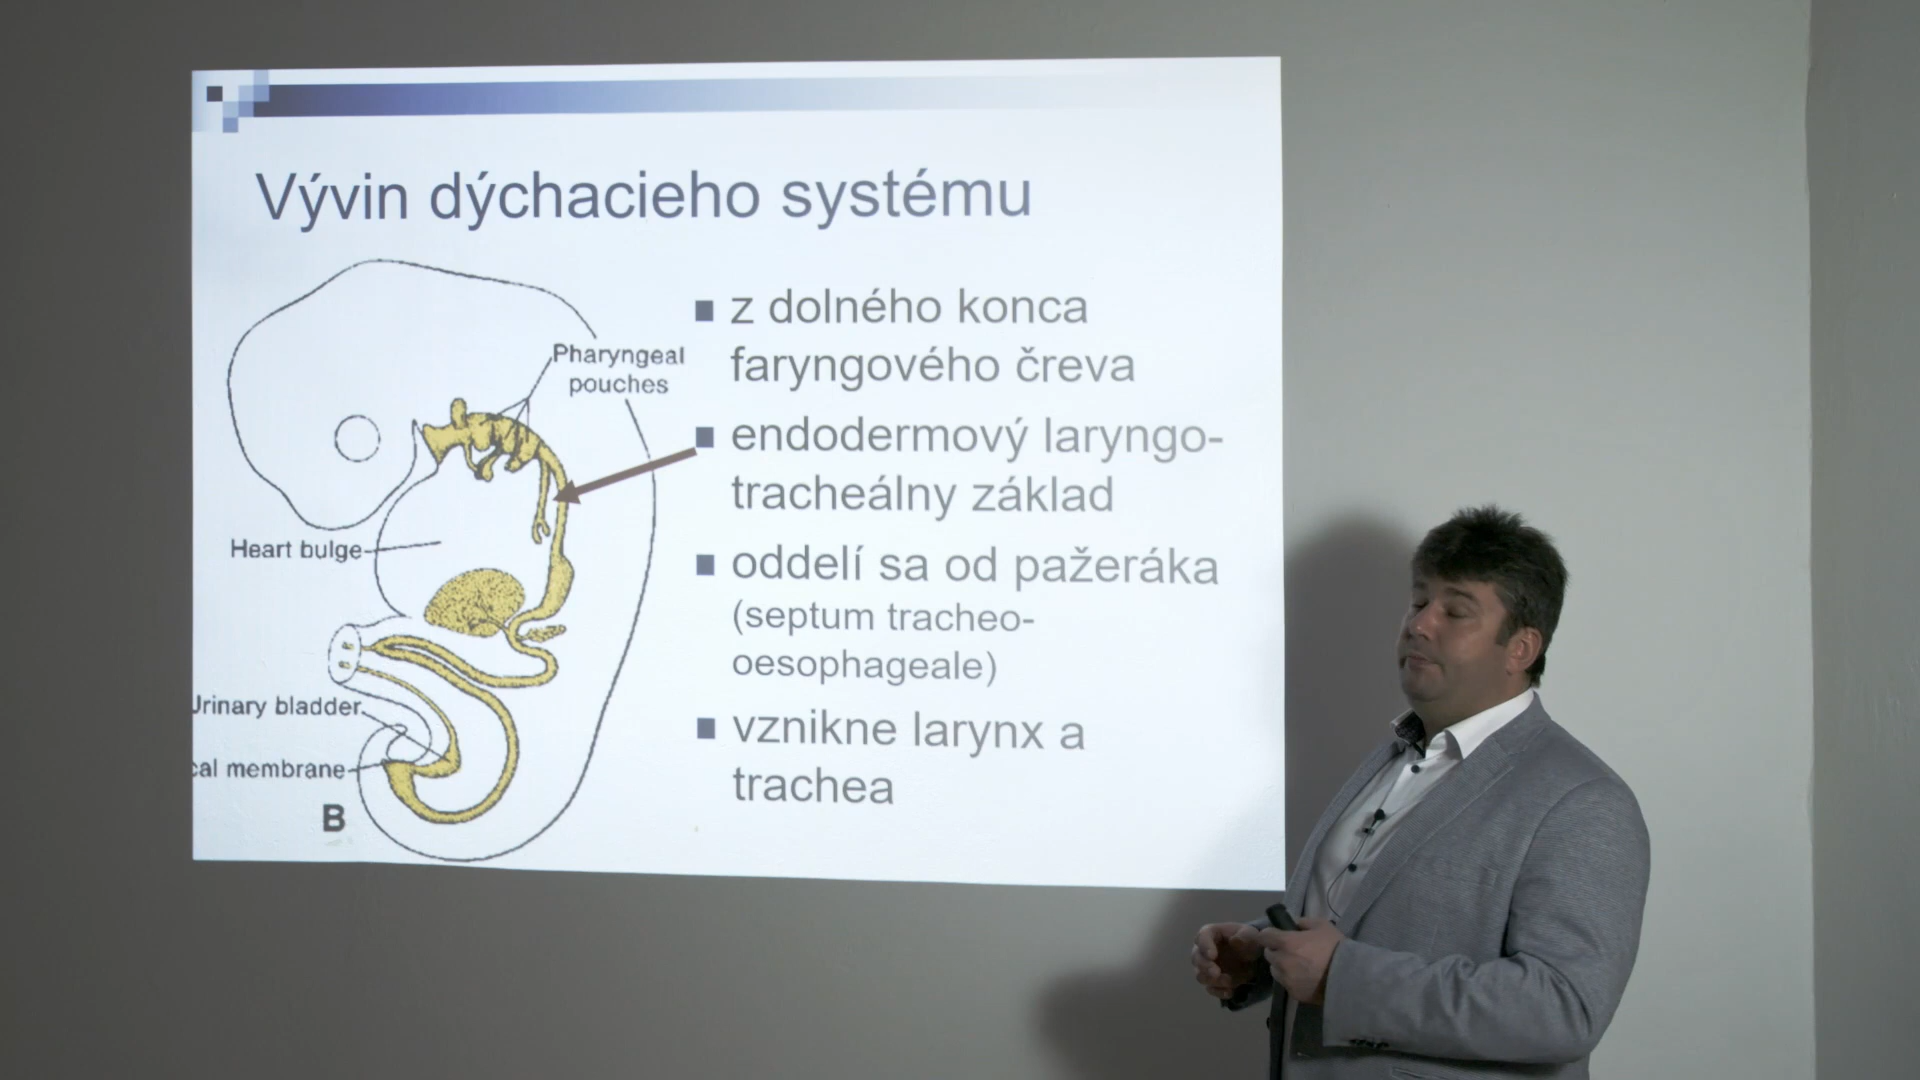 Vývin dýchacieho systému
Pharyngeal
pouches
Heart bulge
Urinary bladder
cal membrane
B
z dolného konca
faryngového čreva
endodermový laryngo-
tracheálny základ
oddelí sa od pažeráka
(septum tracheo-
oesophageale)
vznikne larynx a
trachea